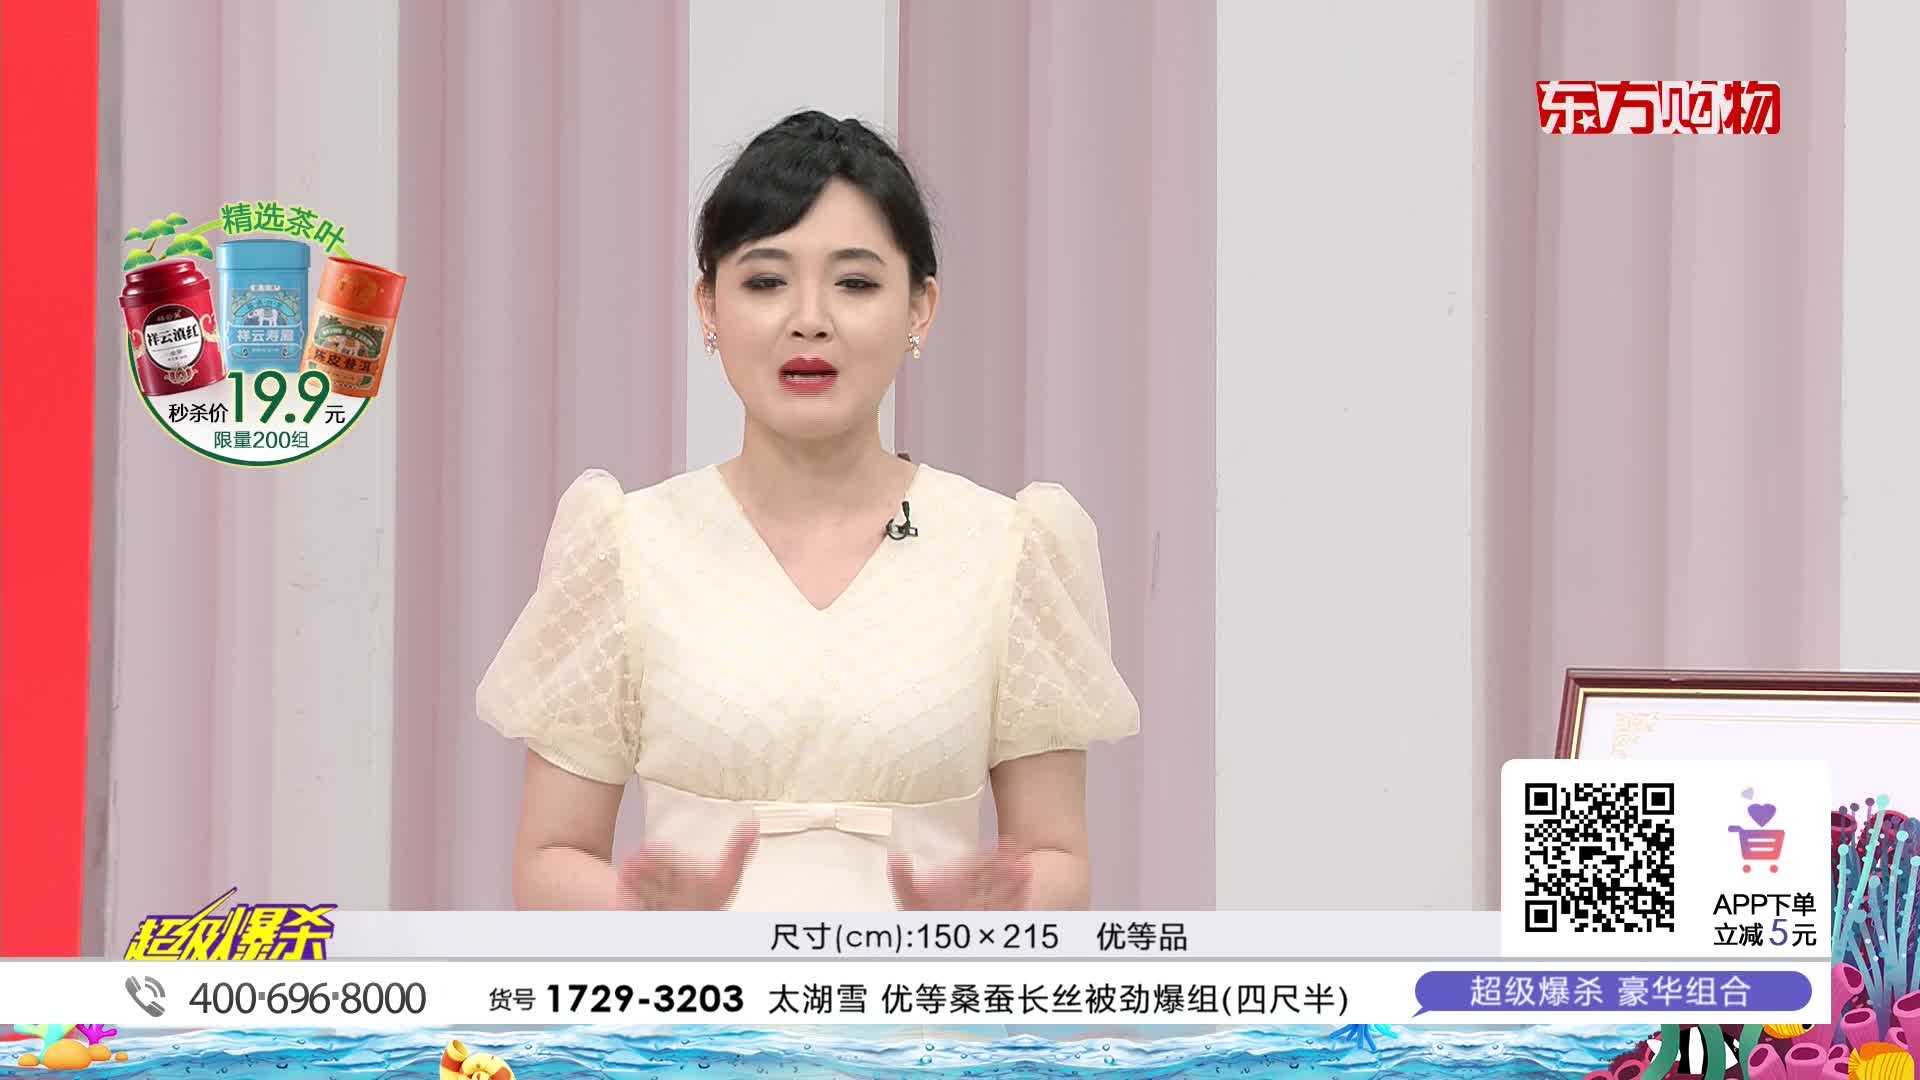 东方购物
精选茶叶
祥云滇红
祥云寿眉
陈皮普洱
秒杀价19.9元
限量200组
超级爆杀
尺寸(cm):150×215 优等品
APP下单
立减5元
400·696·8000
货号 1729-3203 太湖雪 优等桑蚕长丝被劲爆组(四尺半)
超级爆杀 豪华组合